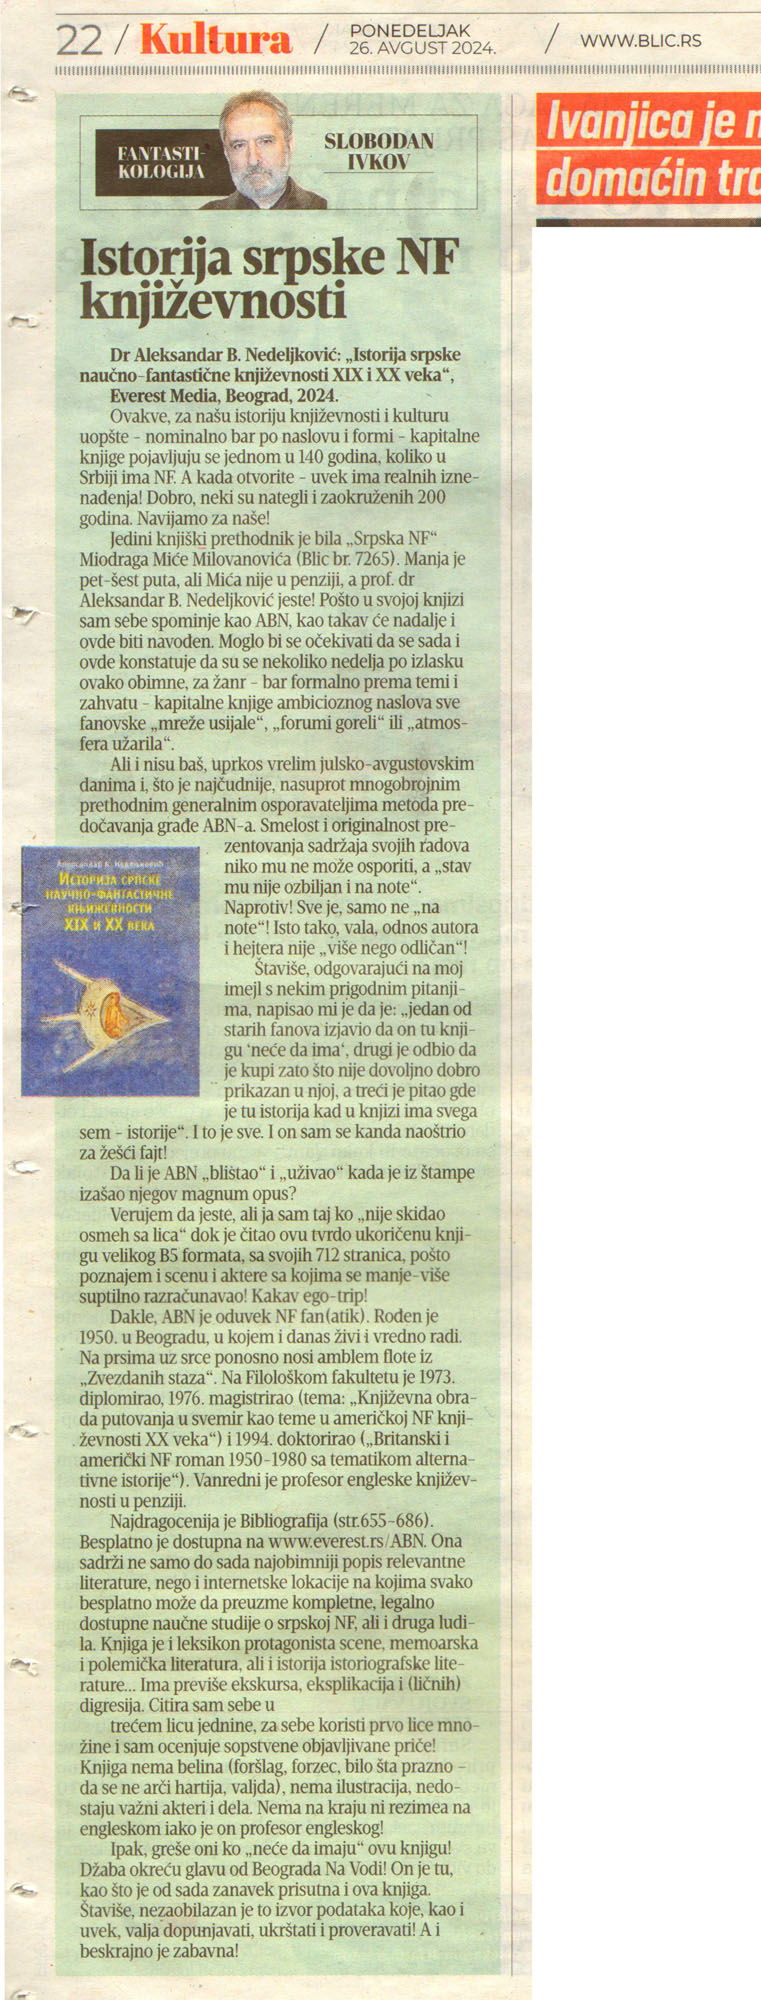 22 / Kultura / PONEDELJAK
26. AVGUST 2024. / WWW.BLIC.RS
FANTASTI-
KOLOGIJA
SLOBODAN
IVKOV
Ivanjica je
domaćin
Istorija srpske NF
književnosti
Dr Aleksandar B. Nedeljković: „Istorija srpske
naučno-fantastične književnosti XIX i XX veka“,
Everest Media, Beograd, 2024.
Ovakve, za našu istoriju književnosti i kulturu
uopšte - nominalno bar po naslovu i formi - kapitalne
knjige pojavljuju se jednom u 140 godina, koliko u
Srbiji ima NF. A kada otvorite - uvek ima realnih izne-
nađenja! Dobro, neki su nategli i zaokruženih 200
godina. Navijamo za naše!
Jedini knjiški prethodnik je bila „Srpska NF“
Miodraga Miće Milovanovića (Blic br. 7265). Manja je
pet-šest puta, ali Mića nije u penziji, a prof. dr
Aleksandar B. Nedeljković jeste! Pošto u svojoj knjizi
sam sebe spominje kao ABN, kao takav će nadalje i
ovde biti navođen. Moglo bi se očekivati da se sada i
ovde konstatuje da su se nekoliko nedelja po izlasku
ovako obimne, za žanr - bar formalno prema temi i
zahvatu - kapitalne knjige ambicioznog naslova sve
fanovske „mreže usijale“, „forumi goreli“ ili „atmos-
fera užarila“.
Ali i nisu baš, uprkos vrelim julsko-avgustovskim
danima i, što je najčudnije, nasuprot mnogobrojnim
prethodnim generalnim osporavateljima metoda pre-
dočavanja građe ABN-a. Smelost i originalnost pre-
zentovanja sadržaja svojih radova
niko mu ne može osporiti, a „stav
mu nije ozbiljan i na note“.
Naprotiv! Sve je, samo ne „na
note“! Isto tako, vala, odnos autora
i hejtera nije „više nego odličan“!
Štaviše, odgovarajući na moj
imejl s nekim prigodnim pitanji-
ma, napisao mi je da je: „jedan od
starih fanova izjavio da on tu knji-
gu ‘neće da ima‘, drugi je odbio da
je kupi zato što nije dovoljno dobro
prikazan u njoj, a treći je pitao gde
je tu istorija kad u knjizi ima svega
sem - istorije“. I to je sve. I on sam se kanda naoštrio
za žešći fajt!
Александар Б. Недељковић
ИСТОРИЈА СРПСКЕ
НАУЧНО-ФАНТАСТИЧНЕ
КЊИЖЕВНОСТИ
XIX И XX ВЕКА
Da li je ABN „blištao“ i „uživao“ kada je iz štampe
izašao njegov magnum opus?
Verujem da jeste, ali ja sam taj ko „nije skidao
osmeh sa lica“ dok je čitao ovu tvrdo ukoričenu knji-
gu velikog B5 formata, sa svojih 712 stranica, pošto
poznajem i scenu i aktere sa kojima se manje-više
suptilno razračunavao! Kakav ego-trip!
Dakle, ABN je oduvek NF fan(atik). Rođen je
1950. u Beogradu, u kojem i danas živi i vredno radi.
Na prsima uz srce ponosno nosi amblem flote iz
„Zvezdanih staza“. Na Filološkom fakultetu je 1973.
diplomirao, 1976. magistrirao (tema: „Književna obra-
da putovanja u svemir kao teme u američkoj NF knji-
ževnosti XX veka“) i 1994. doktorirao („Britanski i
američki NF roman 1950-1980 sa tematikom alterna-
tivne istorije“). Vanredni je profesor engleske književ-
nosti u penziji.
Najdragocenija je Bibliografija (str.655-686).
Besplatno je dostupna na www.everest.rs/ABN. Ona
sadrži ne samo do sada najobimniji popis relevantne
literature, nego i internetske lokacije na kojima svako
besplatno može da preuzme kompletne, legalno
dostupne naučne studije o srpskoj NF, ali i druga ludi-
la. Knjiga je i leksikon protagonista scene, memoarska
i polemička literatura, ali i istorija istoriografske lite-
rature... Ima previše ekskursa, eksplikacija i (ličnih)
digresija. Citira sam sebe u
trećem licu jednine, za sebe koristi prvo lice mno-
žine i sam ocenjuje sopstvene objavljivane priče!
Knjiga nema belina (foršlag, forzec, bilo šta prazno -
da se ne arči hartija, valjda), nema ilustracija, nedo-
staju važni akteri i dela. Nema na kraju ni rezimea na
engleskom iako je on profesor engleskog!
Ipak, greše oni ko „neće da imaju“ ovu knjigu!
Džaba okreću glavu od Beograda Na Vodi! On je tu,
kao što je od sada zanavek prisutna i ova knjiga.
Štaviše, nezaobilazan je to izvor podataka koje, kao i
uvek, valja dopunjavati, ukrštati i proveravati! A i
beskrajno je zabavna!